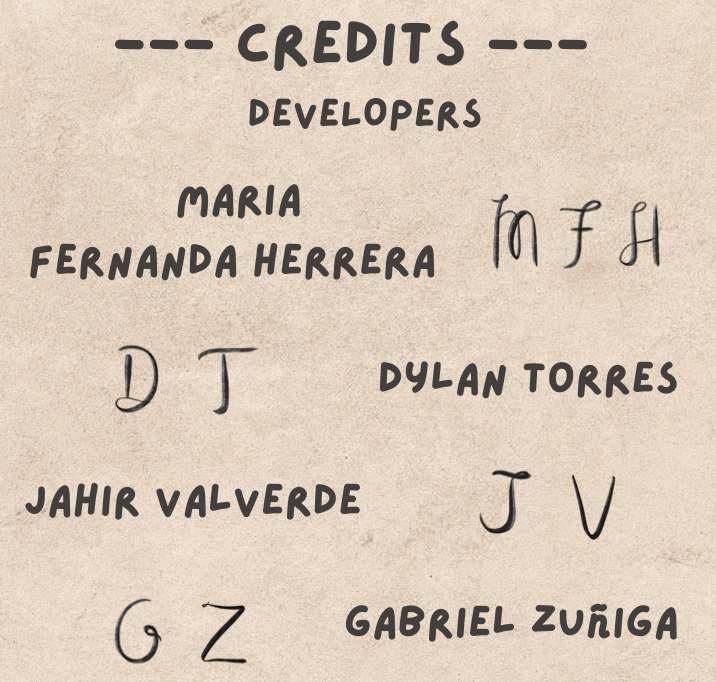 --- CREDITS ---
DEVELOPERS
MARIA
FERNANDA HERRERA
M F H
D T
DYLAN TORRES
JAHIR VALVERDE
J V
G Z
GABRIEL ZUÑIGA